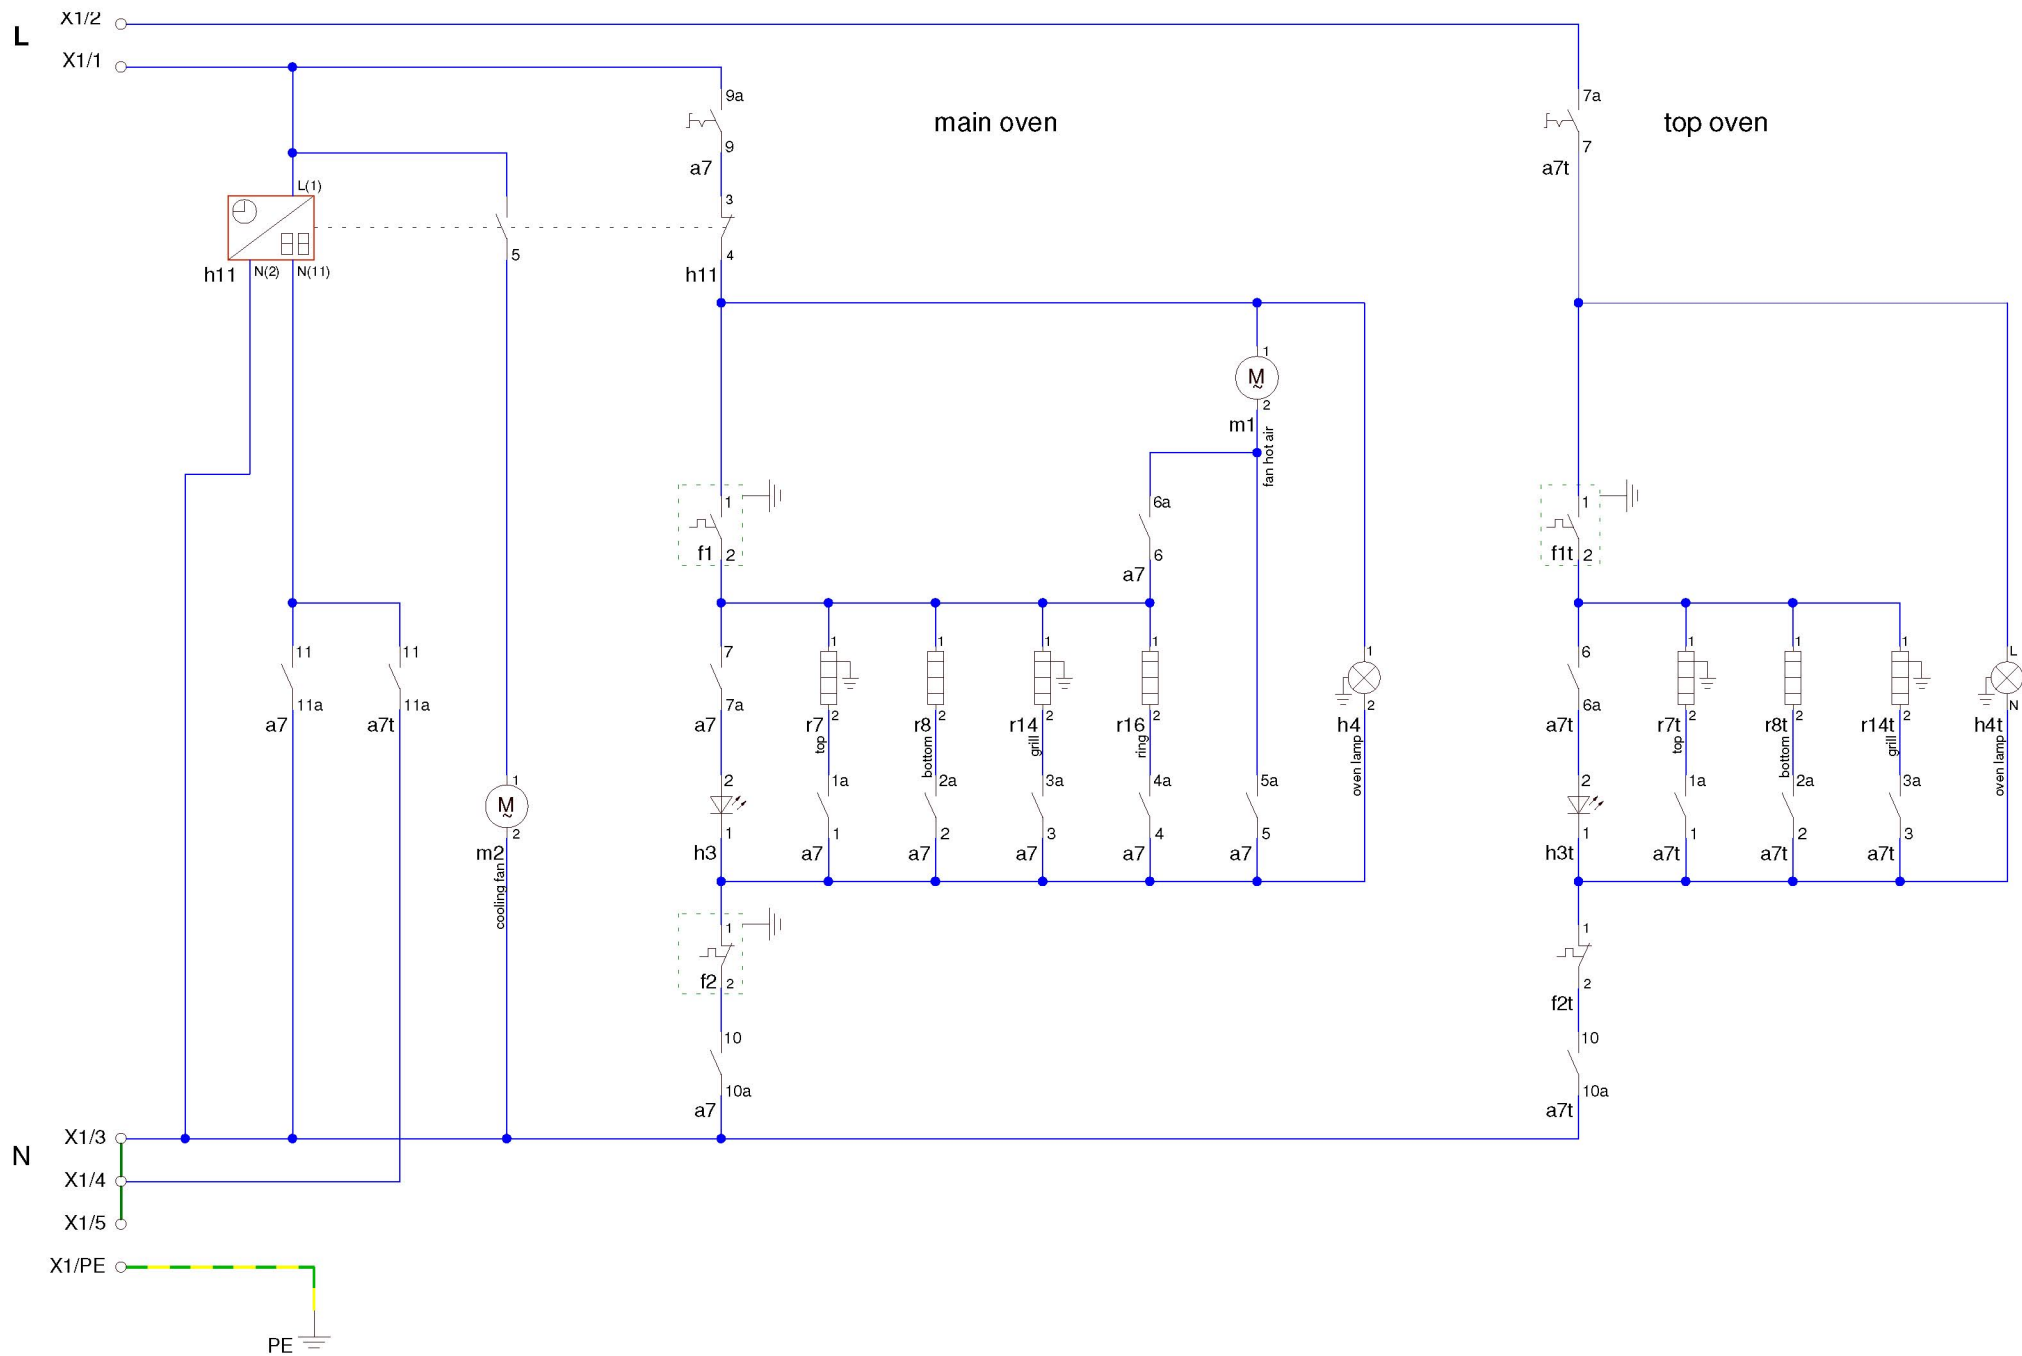 X1/2
L
X1/1
9a
7a
main oven
top oven
9
7
a7
a7t
L(1)
3
5
4
h11
N(2)
N(11)
h11
1
M
~
2
m1
fan hot air
1
6a
1
f1
2
6
f1t
2
a7
11
11
7
1
1
1
1
1
6
1
1
1
L
11a
11a
7a
2
2
2
2
2
6a
2
2
2
N
a7
a7t
a7
r7
r8
r14
r16
h4
a7t
r7t
r8t
r14t
h4t
top
bottom
grill
ring
oven lamp
top
bottom
grill
oven lamp
1
2
1a
2a
3a
4a
5a
2
1a
2a
3a
M
~
2
1
1
2
3
4
5
1
1
2
3
m2
h3
a7
a7
a7
a7
a7
h3t
a7t
a7t
a7t
cooling fan
1
1
f2
2
2
f2t
10
10
10a
10a
a7
a7t
X1/3
N
X1/4
X1/5
X1/PE
PE